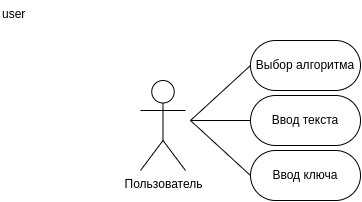 user
Выбор алгоритма
Ввод текста
Ввод ключа
Пользователь